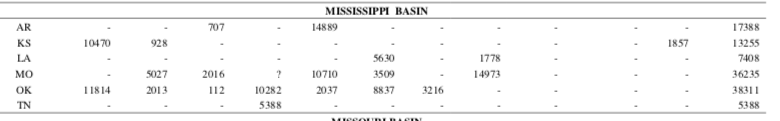 MISSISSIPPI BASIN
AR - - 707 - 14889 - - - - - - 17388
KS 10470 928 - - - - - - - - 1857 13255
LA - - - - - 5630 - 1778 - - - 7408
MO - 5027 2016 ? 10710 3509 - 14973 - - - 36235
OK 11814 2013 112 10282 2037 8837 3216 - - - - 38311
TN - - - 5388 - - - - - - - 5388
MISSOURI BASIN